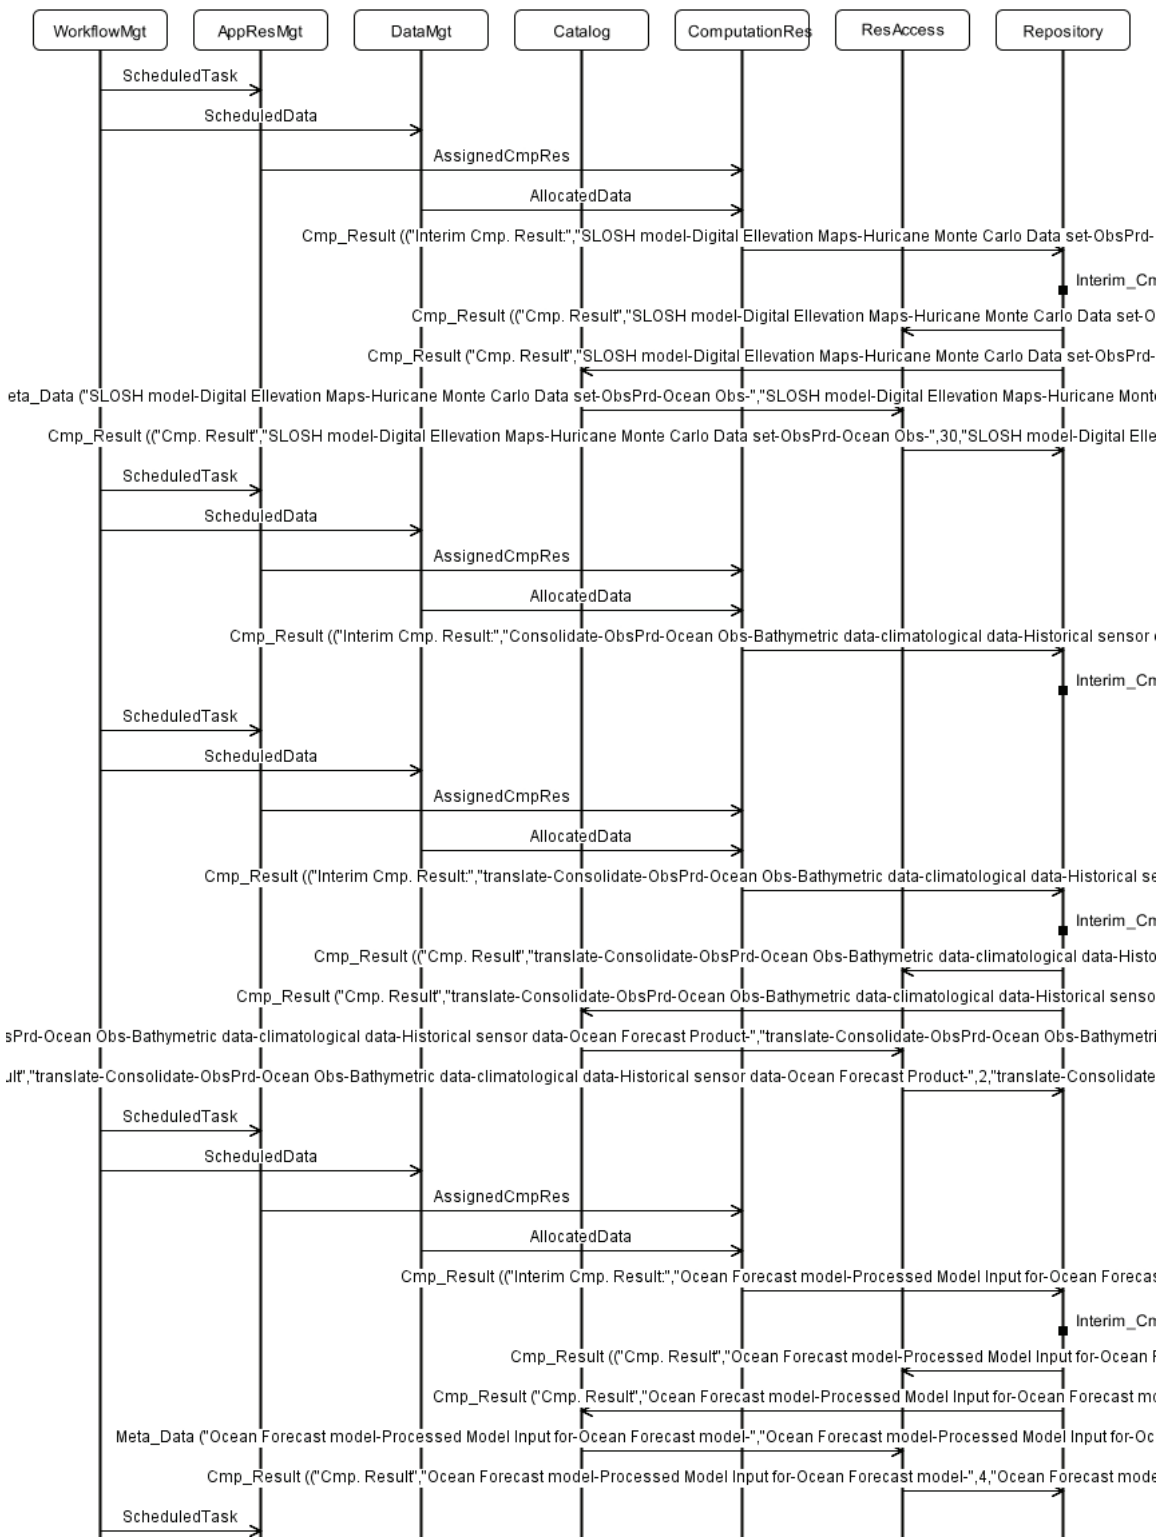 WorkflowMgt AppResMgt DataMgt Catalog ComputationRes ResAccess Repository
ScheduledTask
ScheduledData
AssignedCmpRes
AllocatedData
Cmp_Result (("Interim Cmp. Result:","SLOSH model-Digital Ellevation Maps-Huricane Monte Carlo Data set-ObsPrd-
Interim_Cm
Cmp_Result (("Cmp. Result","SLOSH model-Digital Ellevation Maps-Huricane Monte Carlo Data set-O
Cmp_Result ("Cmp. Result","SLOSH model-Digital Ellevation Maps-Huricane Monte Carlo Data set-ObsPrd-
eta_Data ("SLOSH model-Digital Ellevation Maps-Huricane Monte Carlo Data set-ObsPrd-Ocean Obs-","SLOSH model-Digital Ellevation Maps-Huricane Monte
Cmp_Result (("Cmp. Result","SLOSH model-Digital Ellevation Maps-Huricane Monte Carlo Data set-ObsPrd-Ocean Obs-",30,"SLOSH model-Digital Elle
ScheduledTask
ScheduledData
AssignedCmpRes
AllocatedData
Cmp_Result (("Interim Cmp. Result:","Consolidate-ObsPrd-Ocean Obs-Bathymetric data-climatological data-Historical sensor
Interim_Cm
ScheduledTask
ScheduledData
AssignedCmpRes
AllocatedData
Cmp_Result (("Interim Cmp. Result:","translate-Consolidate-ObsPrd-Ocean Obs-Bathymetric data-climatological data-Historical se
Interim_Cm
Cmp_Result (("Cmp. Result","translate-Consolidate-ObsPrd-Ocean Obs-Bathymetric data-climatological data-Histo
Cmp_Result ("Cmp. Result","translate-Consolidate-ObsPrd-Ocean Obs-Bathymetric data-climatological data-Historical senso
sPrd-Ocean Obs-Bathymetric data-climatological data-Historical sensor data-Ocean Forecast Product-","translate-Consolidate-ObsPrd-Ocean Obs-Bathymetri
ult","translate-Consolidate-ObsPrd-Ocean Obs-Bathymetric data-climatological data-Historical sensor data-Ocean Forecast Product-",2,"translate-Consolidate
ScheduledTask
ScheduledData
AssignedCmpRes
AllocatedData
Cmp_Result (("Interim Cmp. Result:","Ocean Forecast model-Processed Model Input for-Ocean Forecas
Interim_Cm
Cmp_Result (("Cmp. Result","Ocean Forecast model-Processed Model Input for-Ocean F
Cmp_Result ("Cmp. Result","Ocean Forecast model-Processed Model Input for-Ocean Forecast mo
Meta_Data ("Ocean Forecast model-Processed Model Input for-Ocean Forecast model-","Ocean Forecast model-Processed Model Input for-Oc
Cmp_Result (("Cmp. Result","Ocean Forecast model-Processed Model Input for-Ocean Forecast model-",4,"Ocean Forecast mode
ScheduledTask